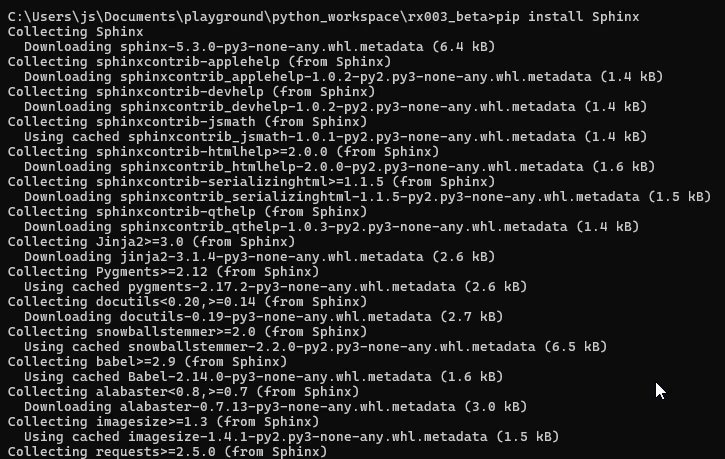 C:\Users\js\Documents\playground\python_workspace\rx003_beta>pip install Sphinx
Collecting Sphinx
  Downloading sphinx-5.3.0-py3-none-any.whl.metadata (6.4 kB)
Collecting sphinxcontrib-applehelp (from Sphinx)
  Downloading sphinxcontrib_applehelp-1.0.2-py2.py3-none-any.whl.metadata (1.4 kB)
Collecting sphinxcontrib-devhelp (from Sphinx)
  Downloading sphinxcontrib_devhelp-1.0.2-py2.py3-none-any.whl.metadata (1.4 kB)
Collecting sphinxcontrib-jsmath (from Sphinx)
  Using cached sphinxcontrib_jsmath-1.0.1-py2.py3-none-any.whl.metadata (1.4 kB)
Collecting sphinxcontrib-htmlhelp>=2.0.0 (from Sphinx)
  Downloading sphinxcontrib_htmlhelp-2.0.0-py2.py3-none-any.whl.metadata (1.6 kB)
Collecting sphinxcontrib-serializinghtml>=1.1.5 (from Sphinx)
  Downloading sphinxcontrib_serializinghtml-1.1.5-py2.py3-none-any.whl.metadata (1.5 kB)
Collecting sphinxcontrib-qthelp (from Sphinx)
  Downloading sphinxcontrib_qthelp-1.0.3-py2.py3-none-any.whl.metadata (1.4 kB)
Collecting Jinja2>=3.0 (from Sphinx)
  Downloading jinja2-3.1.4-py3-none-any.whl.metadata (2.6 kB)
Collecting Pygments>=2.12 (from Sphinx)
  Using cached pygments-2.17.2-py3-none-any.whl.metadata (2.6 kB)
Collecting docutils<0.20,>=0.14 (from Sphinx)
  Downloading docutils-0.19-py3-none-any.whl.metadata (2.7 kB)
Collecting snowballstemmer>=2.0 (from Sphinx)
  Using cached snowballstemmer-2.2.0-py2.py3-none-any.whl.metadata (6.5 kB)
Collecting babel>=2.9 (from Sphinx)
  Using cached Babel-2.14.0-py3-none-any.whl.metadata (1.6 kB)
Collecting alabaster<0.8,>=0.7 (from Sphinx)
  Downloading alabaster-0.7.13-py3-none-any.whl.metadata (3.0 kB)
Collecting imagesize>=1.3 (from Sphinx)
  Using cached imagesize-1.4.1-py2.py3-none-any.whl.metadata (1.5 kB)
Collecting requests>=2.5.0 (from Sphinx)